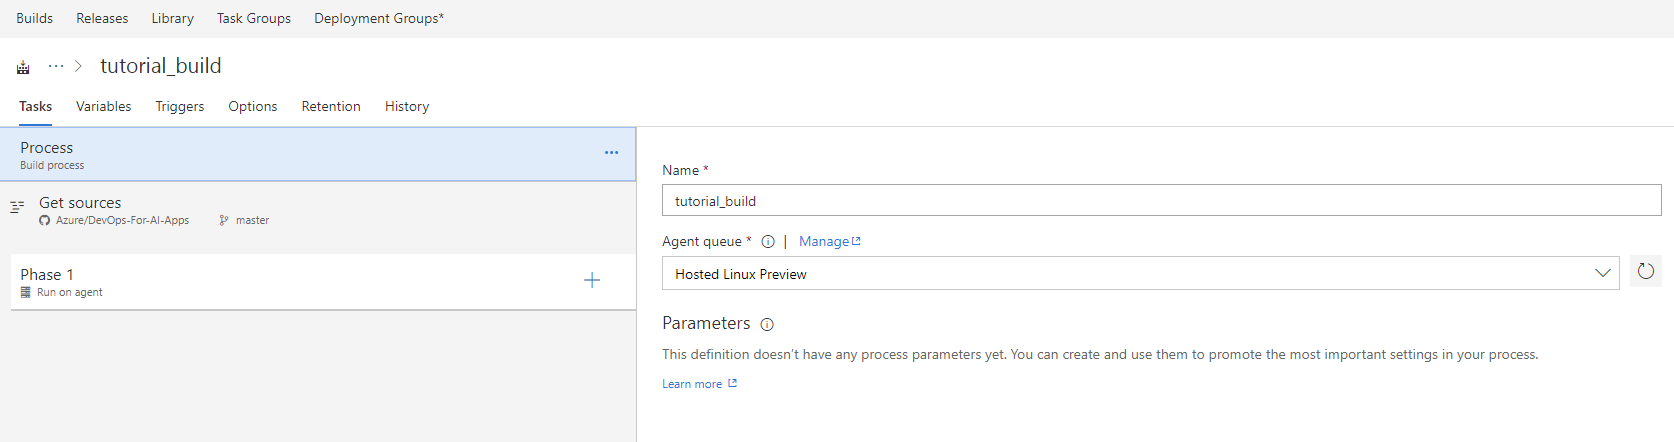 Builds Releases Library Task Groups Deployment Groups*
··· > tutorial_build
Tasks Variables Triggers Options Retention History
Process
Build process
···
Get sources
Azure/DevOps-For-AI-Apps master
Phase 1
Run on agent
Name *
tutorial_build
Agent queue * | Manage
Hosted Linux Preview
Parameters
This definition doesn't have any process parameters yet. You can create and use them to promote the most important settings in your process.
Learn more